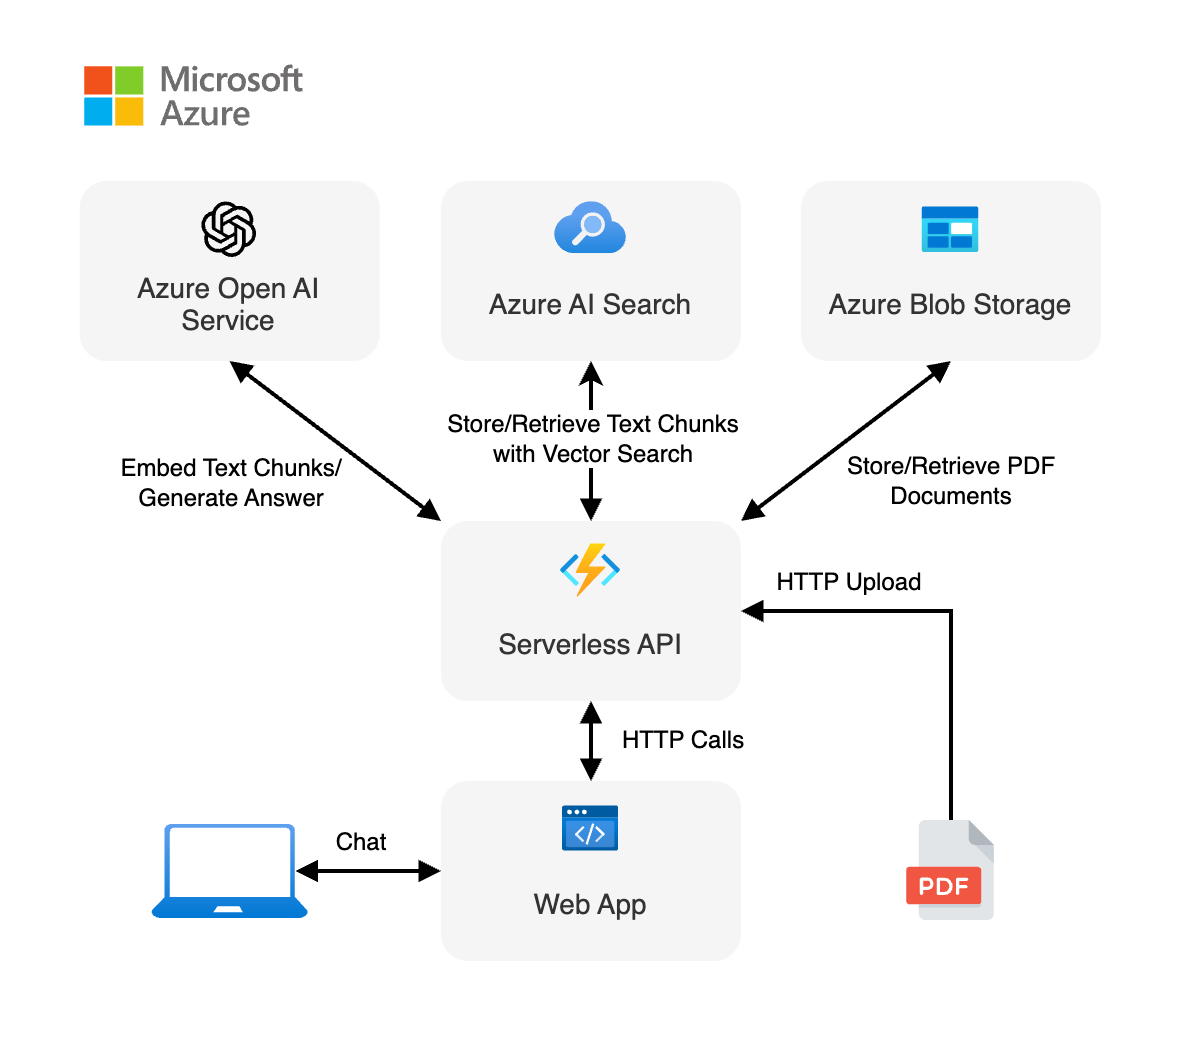 Microsoft
Azure
Azure Open AI
Service
Azure AI Search
Azure Blob Storage
Store/Retrieve Text Chunks
with Vector Search
Embed Text Chunks/
Generate Answer
Store/Retrieve PDF
Documents
HTTP Upload
Serverless API
HTTP Calls
Chat
</>
Web App
PDF